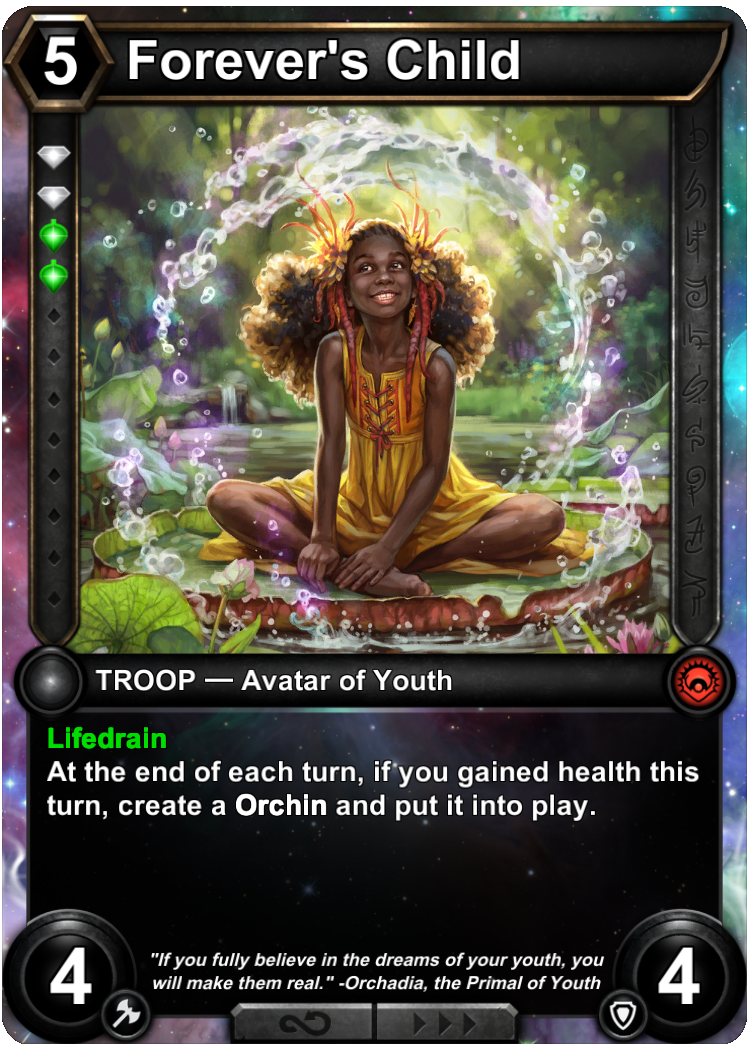 5 Forever's Child
TROOP — Avatar of Youth
Lifedrain
At the end of each turn, if you gained health this
turn, create a Orchin and put it into play.
"If you fully believe in the dreams of your youth, you
will make them real." -Orchadia, the Primal of Youth
4 4